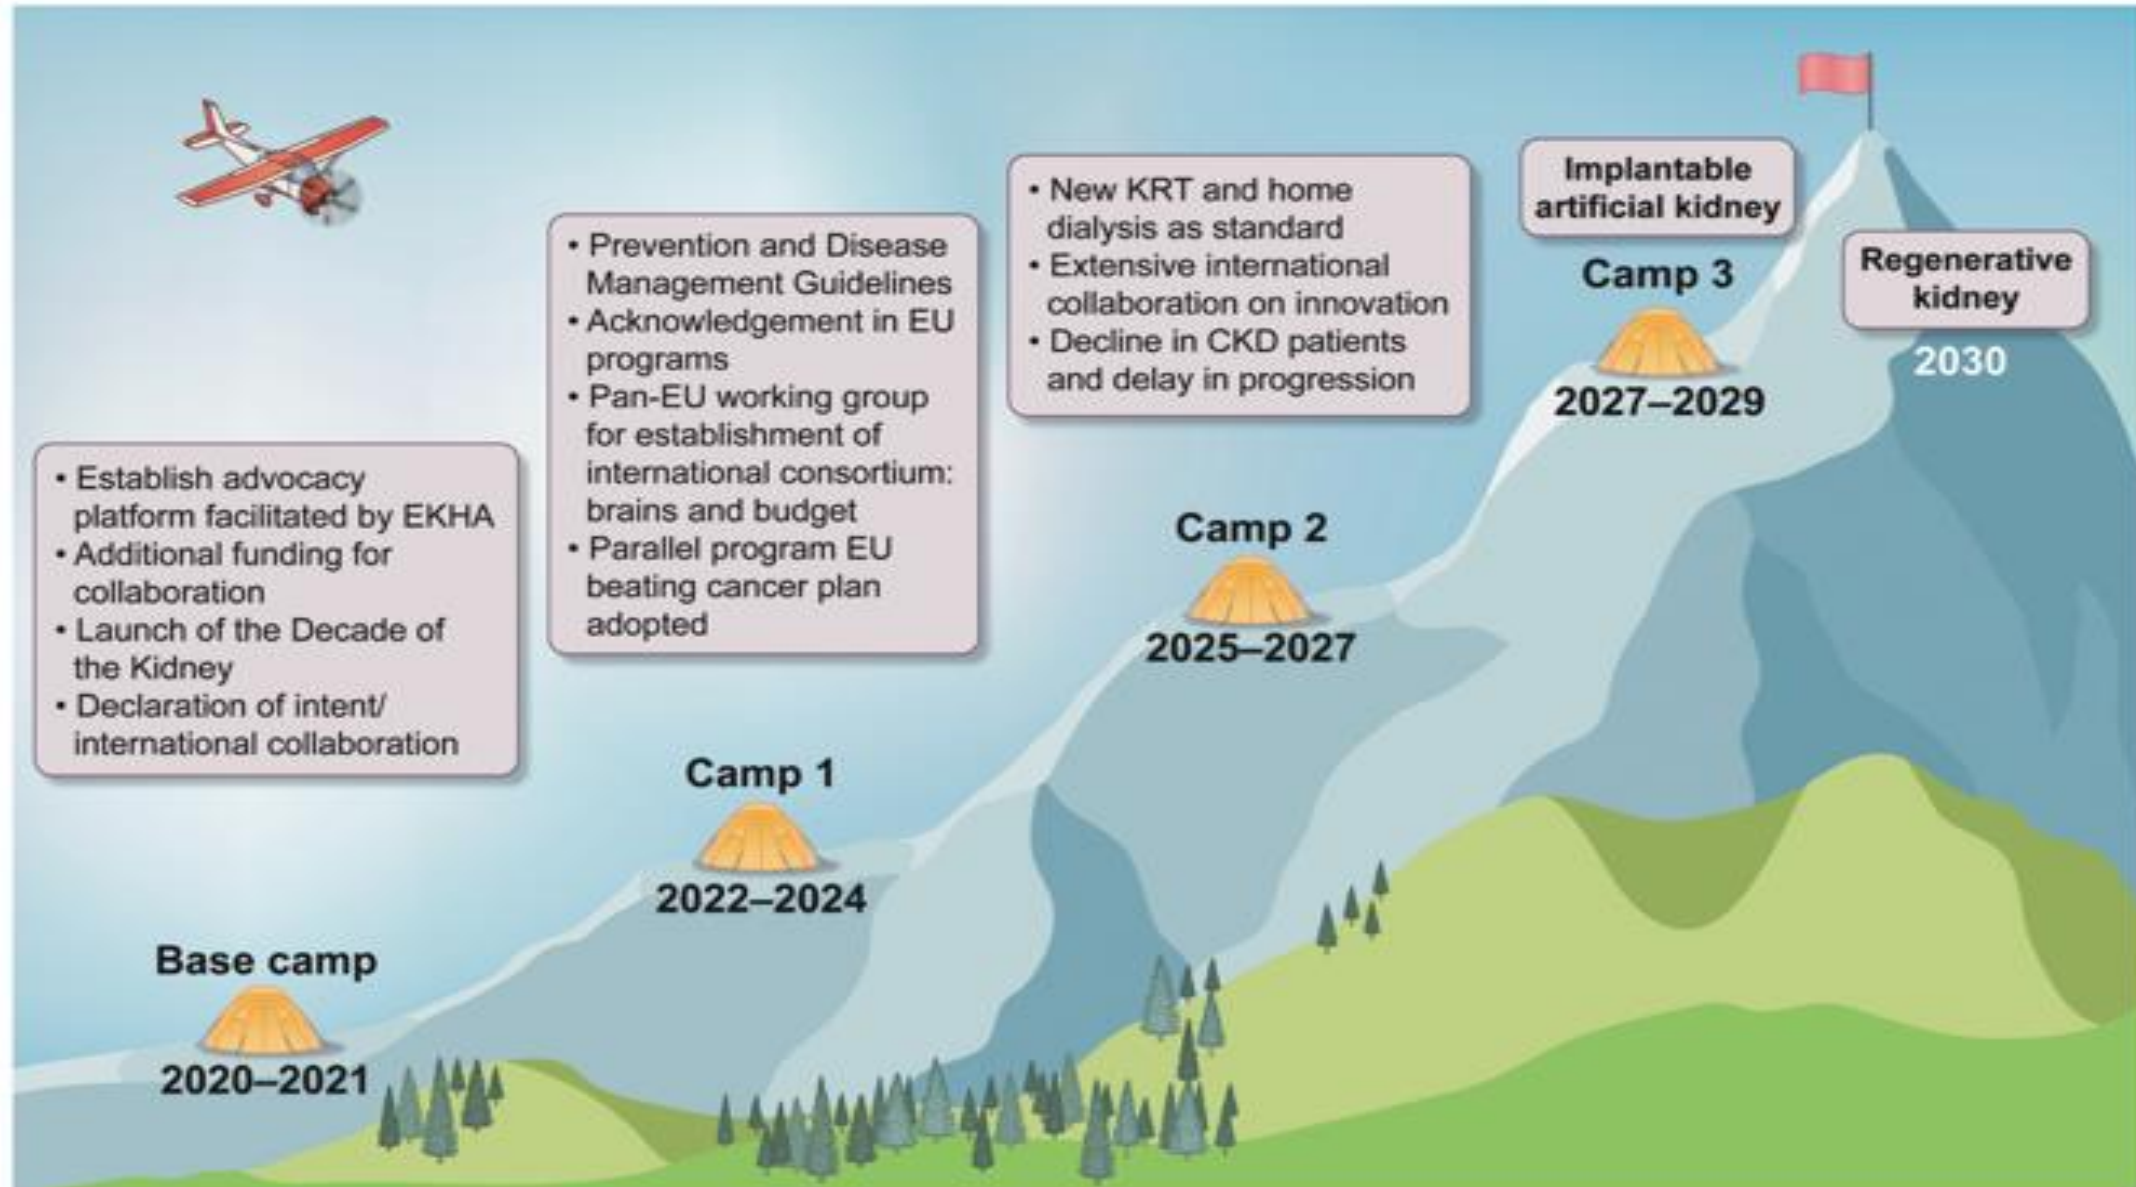 • Establish advocacy
platform facilitated by EKHA
• Additional funding for
collaboration
• Launch of the Decade of
the Kidney
• Declaration of intent/
international collaboration
Base camp
2020–2021
• Prevention and Disease
Management Guidelines
• Acknowledgement in EU
programs
• Pan-EU working group
for establishment of
international consortium:
brains and budget
• Parallel program EU
beating cancer plan
adopted
Camp 1
2022–2024
• New KRT and home
dialysis as standard
• Extensive international
collaboration on innovation
• Decline in CKD patients
and delay in progression
Camp 2
2025–2027
Implantable
artificial kidney
Camp 3
2027–2029
Regenerative
kidney
2030